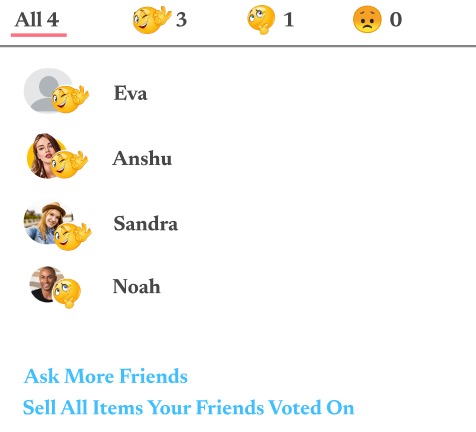 All 4 3 1 0
Eva
Anshu
Sandra
Noah
Ask More Friends
Sell All Items Your Friends Voted On